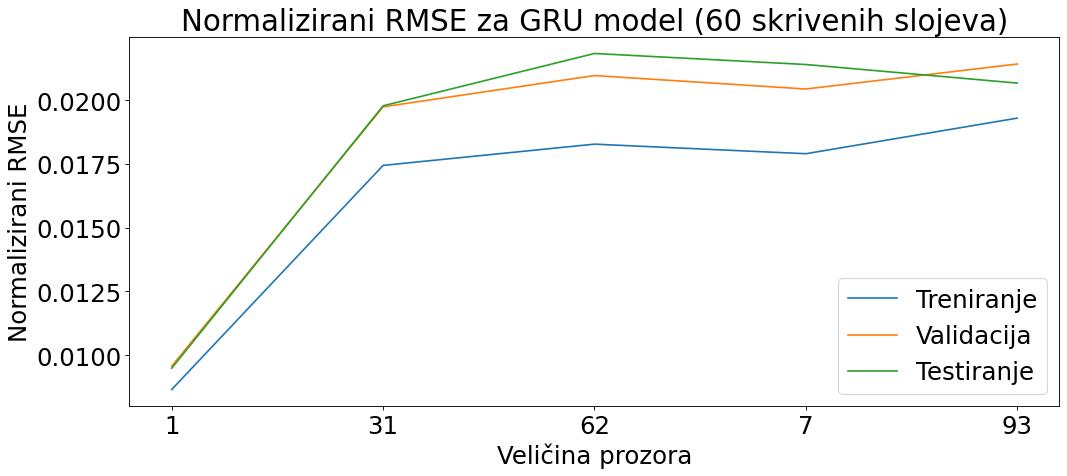 Normalizirani RMSE za GRU model (60 skrivenih slojeva)
Normalizirani RMSE
0.0200
0.0175
0.0150
0.0125
0.0100
Treniranje
Validacija
Testiranje
1 31 62 7 93
Veličina prozora